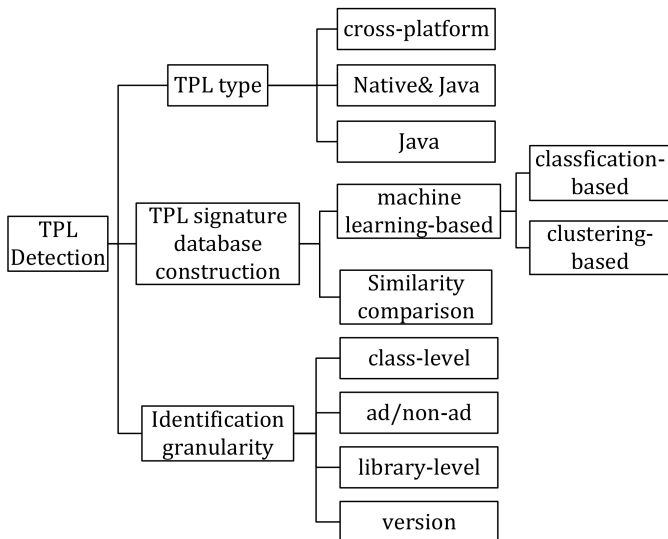 TPL
Detection
TPL type
cross-platform
Native& Java
Java
TPL signature
database
construction
machine
learning-based
classfication-
based
clustering-
based
Similarity
comparison
Identification
granularity
class-level
ad/non-ad
library-level
version